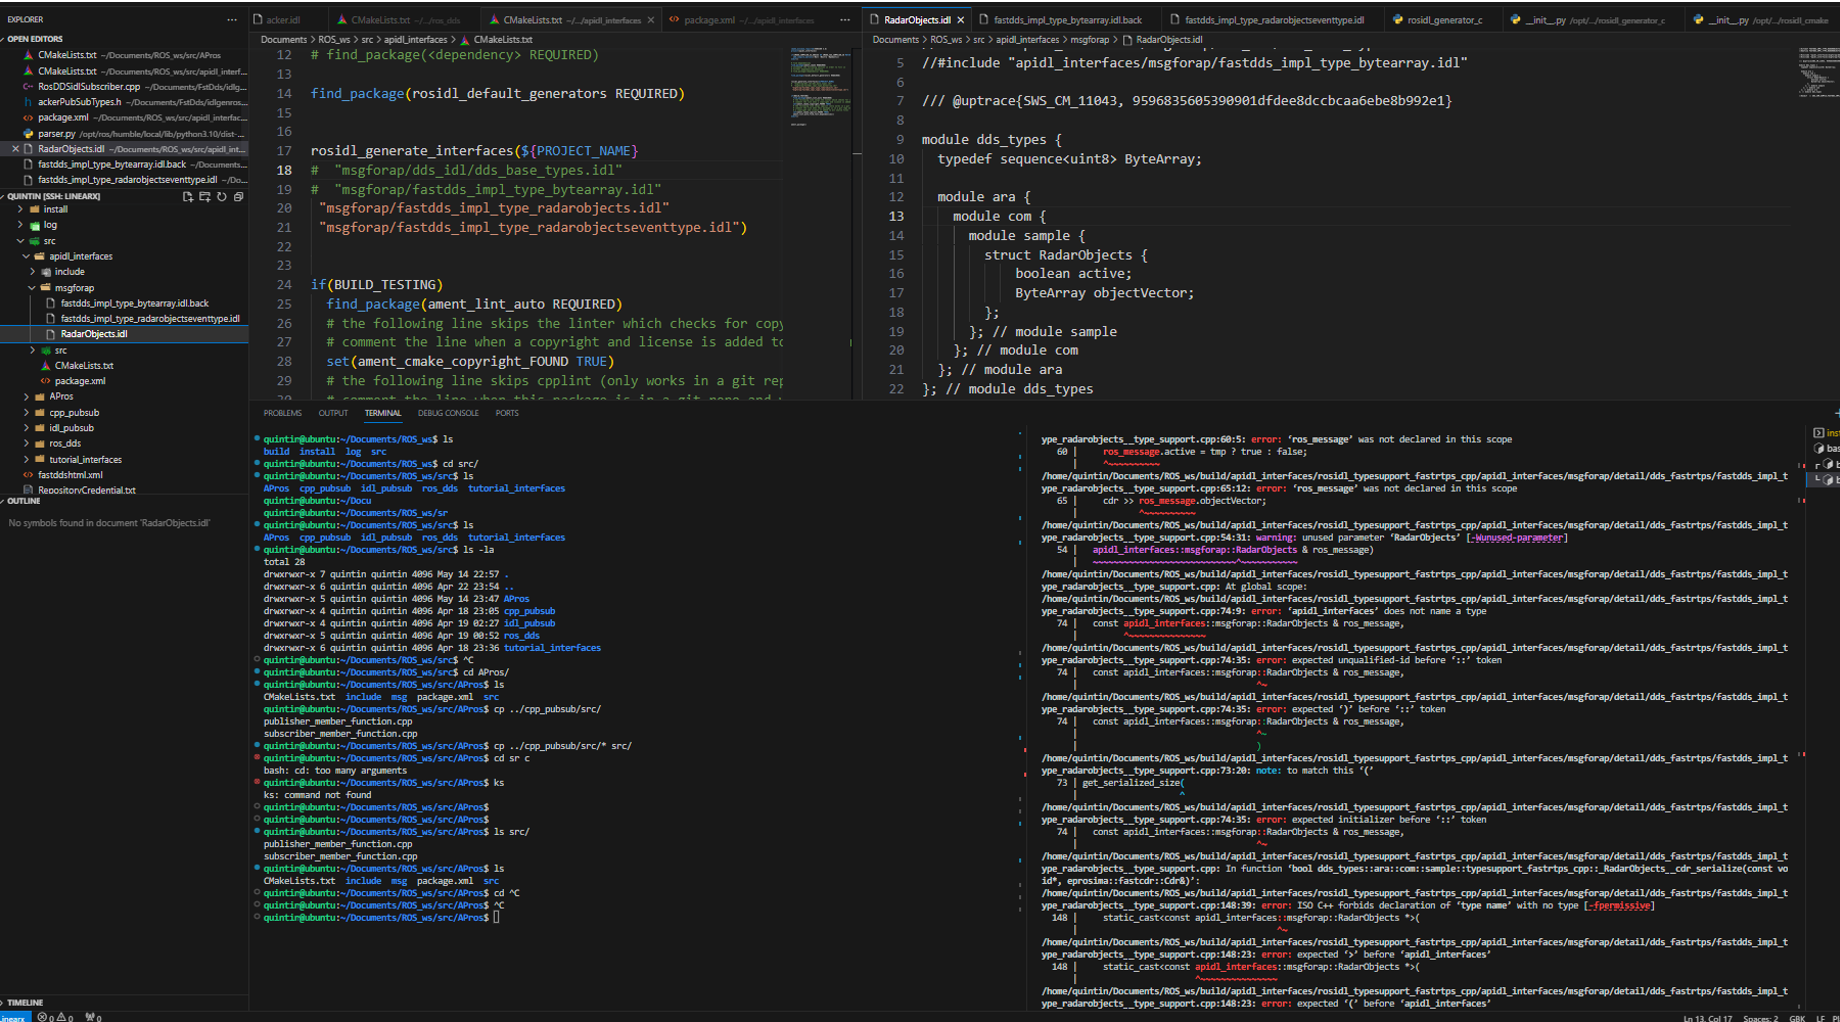 EXPLORER
OPEN EDITORS
CMakeLists.txt ~/Documents/ROS_ws/src/APros
CMakeLists.txt ~/Documents/ROS_ws/src/apidl_interf...
RosDDSidlSubscriber.cpp ~/Documents/FstDds/idlg...
ackerPubSubTypes.h ~/Documents/FstDds/idlgenros...
package.xml ~/Documents/ROS_ws/src/apidl_interfac...
parser.py /opt/ros/humble/local/lib/python3.10/dist-...
RadarObjects.idl ~/Documents/ROS_ws/src/apidl_int...
fastdds_impl_type_bytearray.idl.back ~/Documents...
fastdds_impl_type_radarobjectseventtype.idl ~/Do...
QUINTIN [SSH: LINEARX]
install
log
src
apidl_interfaces
include
msgforap
fastdds_impl_type_bytearray.idl.back
fastdds_impl_type_radarobjectseventtype.idl
RadarObjects.idl
src
CMakeLists.txt
package.xml
APros
cpp_pubsub
idl_pubsub
ros_dds
tutorial_interfaces
fastddshtml.xml
RepositoryCredential.txt
OUTLINE
No symbols found in document 'RadarObjects.idl'
TIMELINE
acker.idl
CMakeLists.txt ~/.../ros_dds
CMakeLists.txt ~/.../apidl_interfaces
package.xml ~/.../apidl_interfaces
Documents > ROS_ws > src > apidl_interfaces > CMakeLists.txt
12 # find_package(<dependency> REQUIRED)
13
14 find_package(rosidl_default_generators REQUIRED)
15
16
17 rosidl_generate_interfaces(${PROJECT_NAME}
18 #  "msgforap/dds_idl/dds_base_types.idl"
19 #  "msgforap/fastdds_impl_type_bytearray.idl"
20 "msgforap/fastdds_impl_type_radarobjects.idl"
21 "msgforap/fastdds_impl_type_radarobjectseventtype.idl")
22
23
24 if(BUILD_TESTING)
25 find_package(ament_lint_auto REQUIRED)
26 # the following line skips the linter which checks for copy
27 # comment the line when a copyright and license is added to
28 set(ament_cmake_copyright_FOUND TRUE)
29 # the following line skips cpplint (only works in a git rep
RadarObjects.idl
fastdds_impl_type_bytearray.idl.back
fastdds_impl_type_radarobjectseventtype.idl
rosidl_generator_c
__init__.py /opt/.../rosidl_generator_c
__init__.py /opt/.../rosidl_cmake
Documents > ROS_ws > src > apidl_interfaces > msgforap > RadarObjects.idl
5 //#include "apidl_interfaces/msgforap/fastdds_impl_type_bytearray.idl"
6
7 /// @uptrace{SWS_CM_11043, 9596835605390901dfdee8dccbcaa6ebe8b992e1}
8
9 module dds_types {
10 typedef sequence<uint8> ByteArray;
11
12 module ara {
13 module com {
14 module sample {
15 struct RadarObjects {
16 boolean active;
17 ByteArray objectVector;
18 };
19 }; // module sample
20 }; // module com
21 }; // module ara
22 }; // module dds_types
PROBLEMS OUTPUT TERMINAL DEBUG CONSOLE PORTS
quintin@ubuntu:~/Documents/ROS_ws$ ls
build install log src
quintin@ubuntu:~/Documents/ROS_ws$ cd src/
quintin@ubuntu:~/Documents/ROS_ws/src$ ls
APros cpp_pubsub idl_pubsub ros_dds tutorial_interfaces
quintin@ubuntu:~/Docu
quintin@ubuntu:~/Documents/ROS_ws/sr
quintin@ubuntu:~/Documents/ROS_ws/src$ ls
APros cpp_pubsub idl_pubsub ros_dds tutorial_interfaces
quintin@ubuntu:~/Documents/ROS_ws/src$ ls -la
total 28
drwxrwxr-x 7 quintin quintin 4096 May 14 22:57 .
drwxrwxr-x 6 quintin quintin 4096 Apr 22 23:54 ..
drwxrwxr-x 5 quintin quintin 4096 May 14 23:47 APros
drwxrwxr-x 4 quintin quintin 4096 Apr 18 23:05 cpp_pubsub
drwxrwxr-x 4 quintin quintin 4096 Apr 19 02:27 idl_pubsub
drwxrwxr-x 5 quintin quintin 4096 Apr 19 00:52 ros_dds
drwxrwxr-x 6 quintin quintin 4096 Apr 18 23:36 tutorial_interfaces
quintin@ubuntu:~/Documents/ROS_ws/src$ ^C
quintin@ubuntu:~/Documents/ROS_ws/src$ cd APros/
quintin@ubuntu:~/Documents/ROS_ws/src/APros$ ls
CMakeLists.txt include msg package.xml src
quintin@ubuntu:~/Documents/ROS_ws/src/APros$ cp ../cpp_pubsub/src/
publisher_member_function.cpp
subscriber_member_function.cpp
quintin@ubuntu:~/Documents/ROS_ws/src/APros$ cp ../cpp_pubsub/src/* src/
quintin@ubuntu:~/Documents/ROS_ws/src/APros$ cd sr c
bash: cd: too many arguments
quintin@ubuntu:~/Documents/ROS_ws/src/APros$ ks
ks: command not found
quintin@ubuntu:~/Documents/ROS_ws/src/APros$
quintin@ubuntu:~/Documents/ROS_ws/src/APros$
quintin@ubuntu:~/Documents/ROS_ws/src/APros$ ls src/
publisher_member_function.cpp
subscriber_member_function.cpp
quintin@ubuntu:~/Documents/ROS_ws/src/APros$ ls
CMakeLists.txt include msg package.xml src
quintin@ubuntu:~/Documents/ROS_ws/src/APros$ cd ^C
quintin@ubuntu:~/Documents/ROS_ws/src/APros$ ^C
quintin@ubuntu:~/Documents/ROS_ws/src/APros$
ype_radarobjects__type_support.cpp:60:5: error: ‘ros_message’ was not declared in this scope
60 | ros_message.active = tmp ? true : false;
| ^~~~~~~~~~~
/home/quintin/Documents/ROS_ws/build/apidl_interfaces/rosidl_typesupport_fastrtps_cpp/apidl_interfaces/msgforap/detail/dds_fastrtps/fastdds_impl_t
ype_radarobjects__type_support.cpp:65:12: error: ‘ros_message’ was not declared in this scope
65 | cdr >> ros_message.objectVector;
^~~~~~~~~~~
/home/quintin/Documents/ROS_ws/build/apidl_interfaces/rosidl_typesupport_fastrtps_cpp/apidl_interfaces/msgforap/detail/dds_fastrtps/fastdds_impl_t
ype_radarobjects__type_support.cpp:54:31: warning: unused parameter ‘RadarObjects’ [-Wunused-parameter]
54 | apidl_interfaces::msgforap::RadarObjects & ros_message)
| ~~~~~~~~~~~~~~~~~~~~~~~~~~~~~^~~~~~~~~~~~
/home/quintin/Documents/ROS_ws/build/apidl_interfaces/rosidl_typesupport_fastrtps_cpp/apidl_interfaces/msgforap/detail/dds_fastrtps/fastdds_impl_t
ype_radarobjects__type_support.cpp: At global scope:
/home/quintin/Documents/ROS_ws/build/apidl_interfaces/rosidl_typesupport_fastrtps_cpp/apidl_interfaces/msgforap/detail/dds_fastrtps/fastdds_impl_t
ype_radarobjects__type_support.cpp:74:9: error: ‘apidl_interfaces’ does not name a type
74 | const apidl_interfaces::msgforap::RadarObjects & ros_message,
| ^~~~~~~~~~~~~~~~
/home/quintin/Documents/ROS_ws/build/apidl_interfaces/rosidl_typesupport_fastrtps_cpp/apidl_interfaces/msgforap/detail/dds_fastrtps/fastdds_impl_t
ype_radarobjects__type_support.cpp:74:35: error: expected unqualified-id before ‘::’ token
74 | const apidl_interfaces::msgforap::RadarObjects & ros_message,
| ^~
/home/quintin/Documents/ROS_ws/build/apidl_interfaces/rosidl_typesupport_fastrtps_cpp/apidl_interfaces/msgforap/detail/dds_fastrtps/fastdds_impl_t
ype_radarobjects__type_support.cpp:74:35: error: expected ‘)’ before ‘::’ token
74 | const apidl_interfaces::msgforap::RadarObjects & ros_message,
| ^~
| )
/home/quintin/Documents/ROS_ws/build/apidl_interfaces/rosidl_typesupport_fastrtps_cpp/apidl_interfaces/msgforap/detail/dds_fastrtps/fastdds_impl_t
ype_radarobjects__type_support.cpp:73:20: note: to match this ‘(’
73 | get_serialized_size(
| ^
/home/quintin/Documents/ROS_ws/build/apidl_interfaces/rosidl_typesupport_fastrtps_cpp/apidl_interfaces/msgforap/detail/dds_fastrtps/fastdds_impl_t
ype_radarobjects__type_support.cpp:74:35: error: expected initializer before ‘::’ token
74 | const apidl_interfaces::msgforap::RadarObjects & ros_message,
| ^~
/home/quintin/Documents/ROS_ws/build/apidl_interfaces/rosidl_typesupport_fastrtps_cpp/apidl_interfaces/msgforap/detail/dds_fastrtps/fastdds_impl_t
ype_radarobjects__type_support.cpp: In function ‘bool dds_types::ara::com::sample::typesupport_fastrtps_cpp::_RadarObjects__cdr_serialize(const vo
id*, eprosima::fastcdr::Cdr&)’:
/home/quintin/Documents/ROS_ws/build/apidl_interfaces/rosidl_typesupport_fastrtps_cpp/apidl_interfaces/msgforap/detail/dds_fastrtps/fastdds_impl_t
ype_radarobjects__type_support.cpp:148:39: error: ISO C++ forbids declaration of ‘type name’ with no type [-fpermissive]
148 | static_cast<const apidl_interfaces::msgforap::RadarObjects *>(
| ^~
/home/quintin/Documents/ROS_ws/build/apidl_interfaces/rosidl_typesupport_fastrtps_cpp/apidl_interfaces/msgforap/detail/dds_fastrtps/fastdds_impl_t
ype_radarobjects__type_support.cpp:148:23: error: expected ‘>’ before ‘apidl_interfaces’
148 | static_cast<const apidl_interfaces::msgforap::RadarObjects *>(
| ^~~~~~~~~~~~~~~~
/home/quintin/Documents/ROS_ws/build/apidl_interfaces/rosidl_typesupport_fastrtps_cpp/apidl_interfaces/msgforap/detail/dds_fastrtps/fastdds_impl_t
ype_radarobjects__type_support.cpp:148:23: error: expected ‘(’ before ‘apidl_interfaces’
Ln 13, Col 17 Spaces: 2 GBK LF